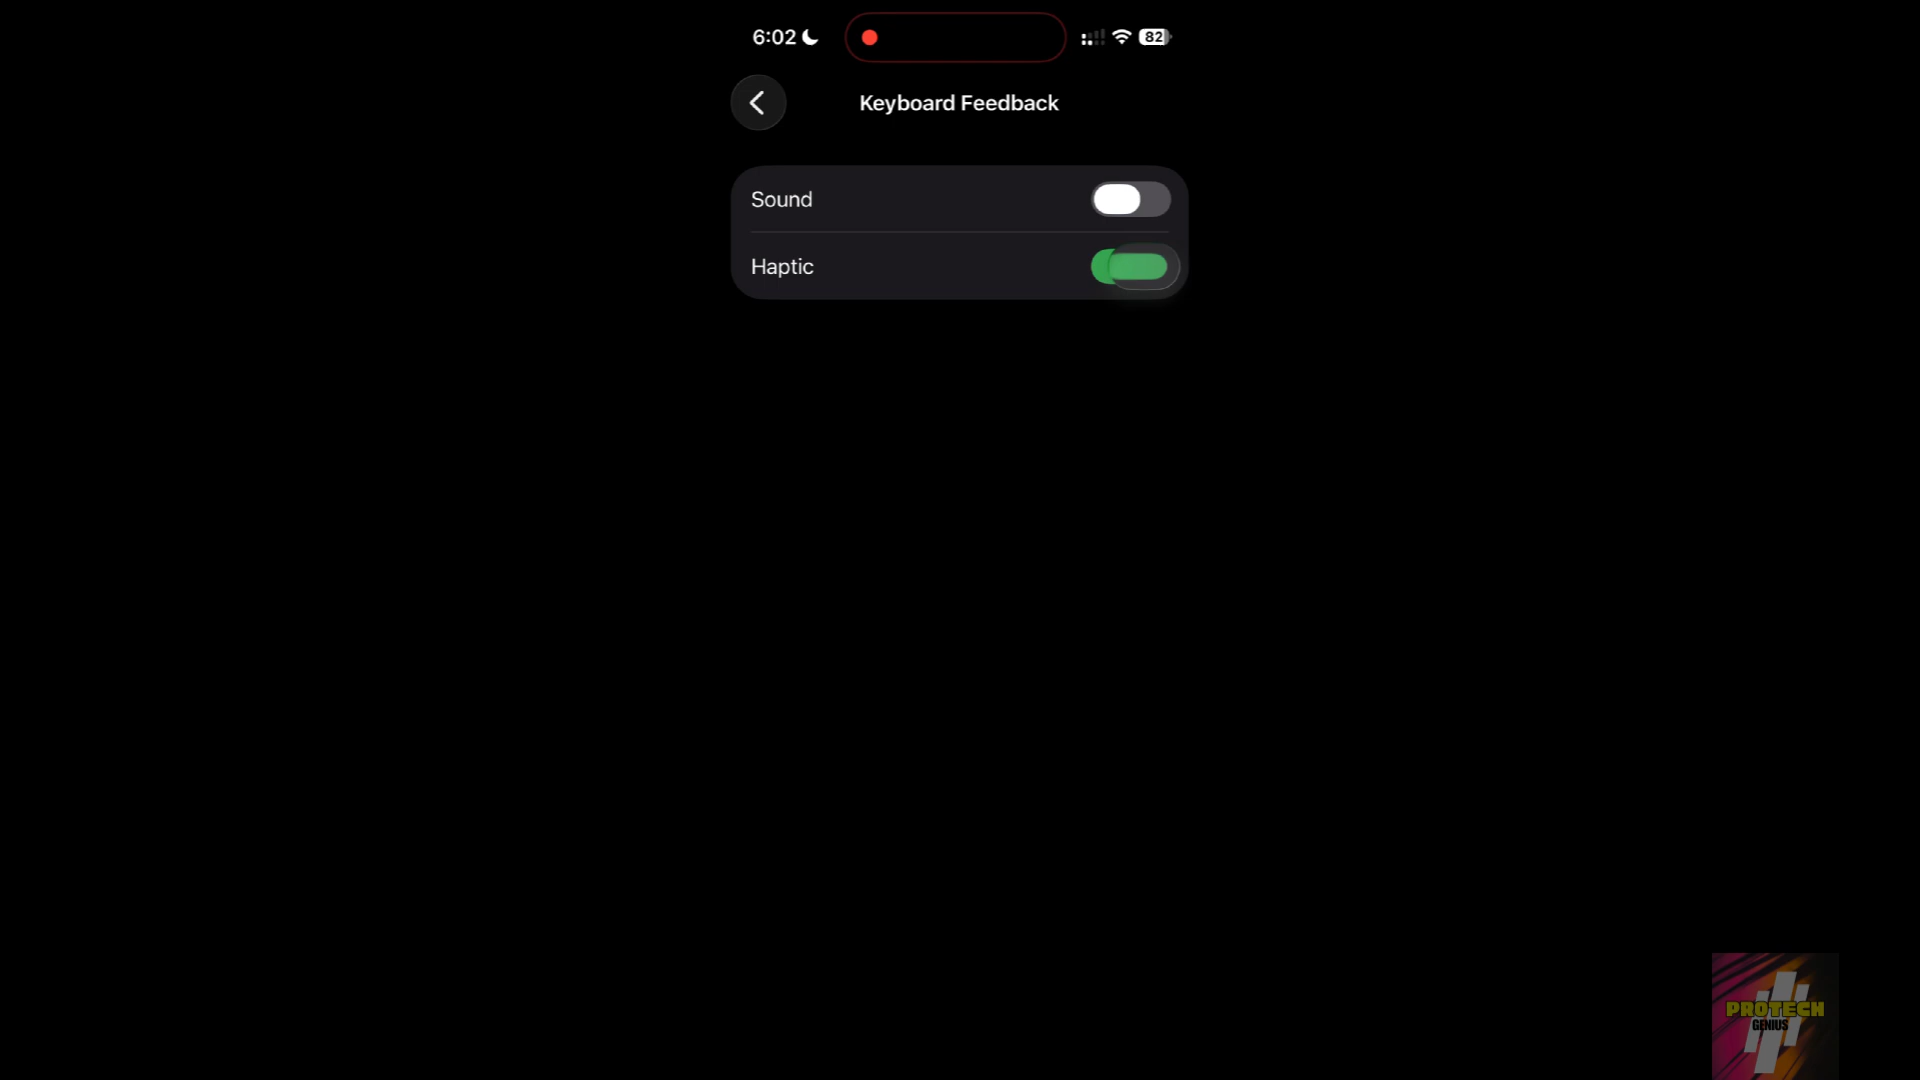 6:02
82
Keyboard Feedback
Sound
Haptic
PROTECH
GENIUS